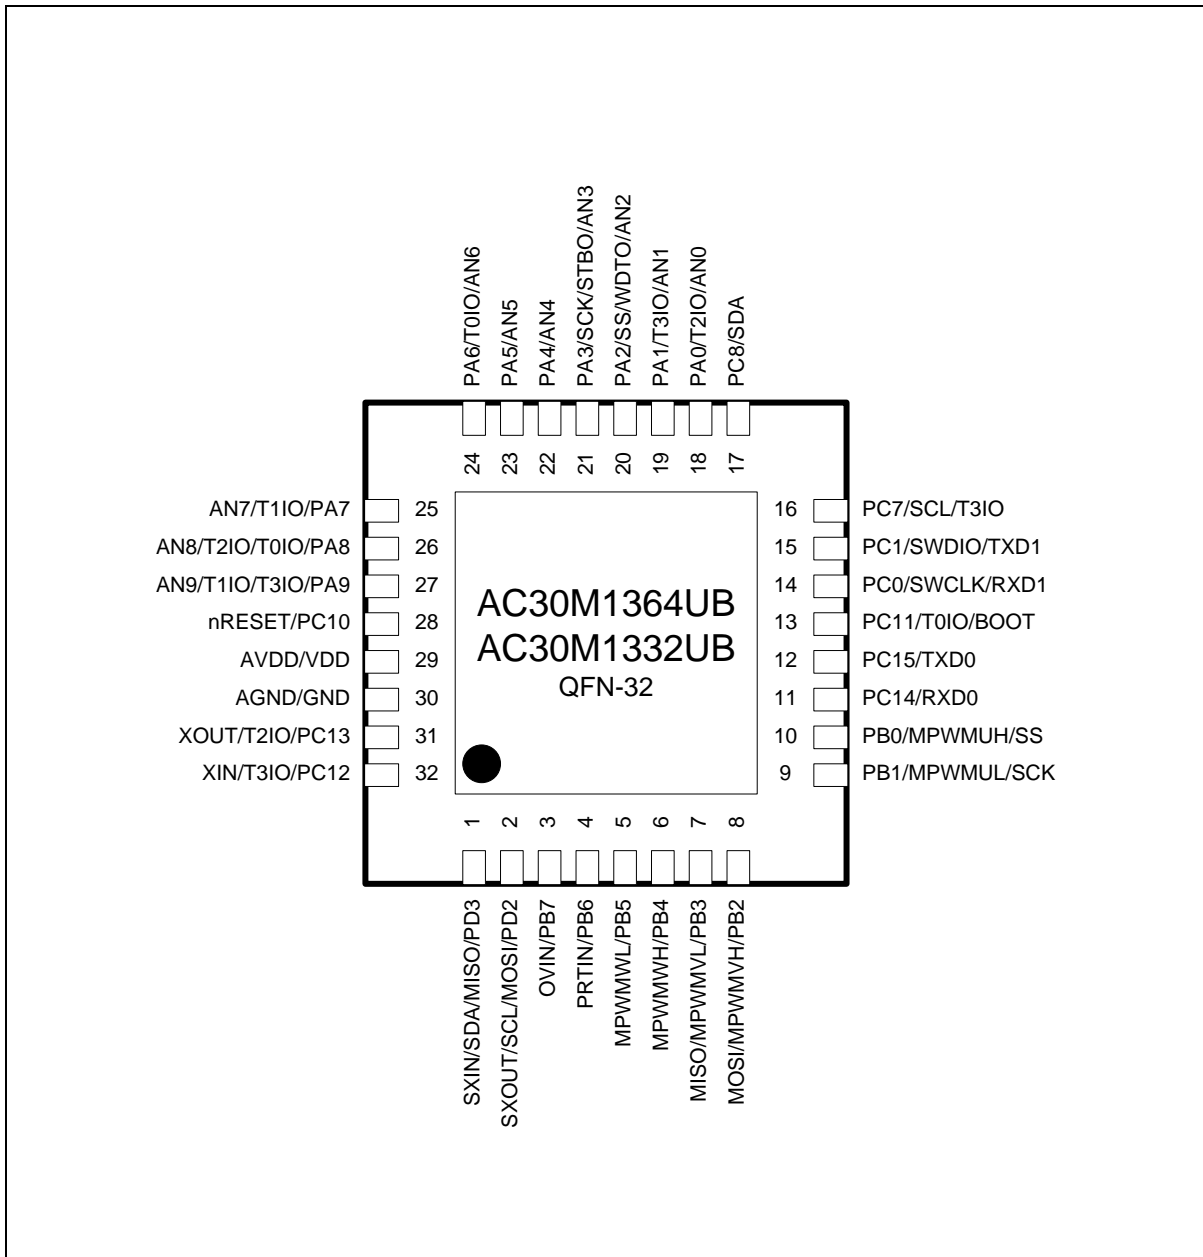 PA6/T0IO/AN6
PA5/AN5
PA4/AN4
PA3/SCK/STBO/AN3
PA2/SS/WDTO/AN2
PA1/T3IO/AN1
PA0/T2IO/AN0
PC8/SDA
24
23
22
21
20
19
18
17
AN7/T1IO/PA7
25
AN8/T2IO/T0IO/PA8
26
AN9/T1IO/T3IO/PA9
27
nRESET/PC10
28
AVDD/VDD
29
AGND/GND
30
XOUT/T2IO/PC13
31
XIN/T3IO/PC12
32
AC30M1364UB
AC30M1332UB
QFN-32
16
PC7/SCL/T3IO
15
PC1/SWDIO/TXD1
14
PC0/SWCLK/RXD1
13
PC11/T0IO/BOOT
12
PC15/TXD0
11
PC14/RXD0
10
PB0/MPWMUH/SS
9
PB1/MPWMUL/SCK
1
2
3
4
5
6
7
8
SXIN/SDA/MISO/PD3
SXOUT/SCL/MOSI/PD2
OVIN/PB7
PRTIN/PB6
MPWMWL/PB5
MPWMWH/PB4
MISO/MPWMVL/PB3
MOSI/MPWMVH/PB2